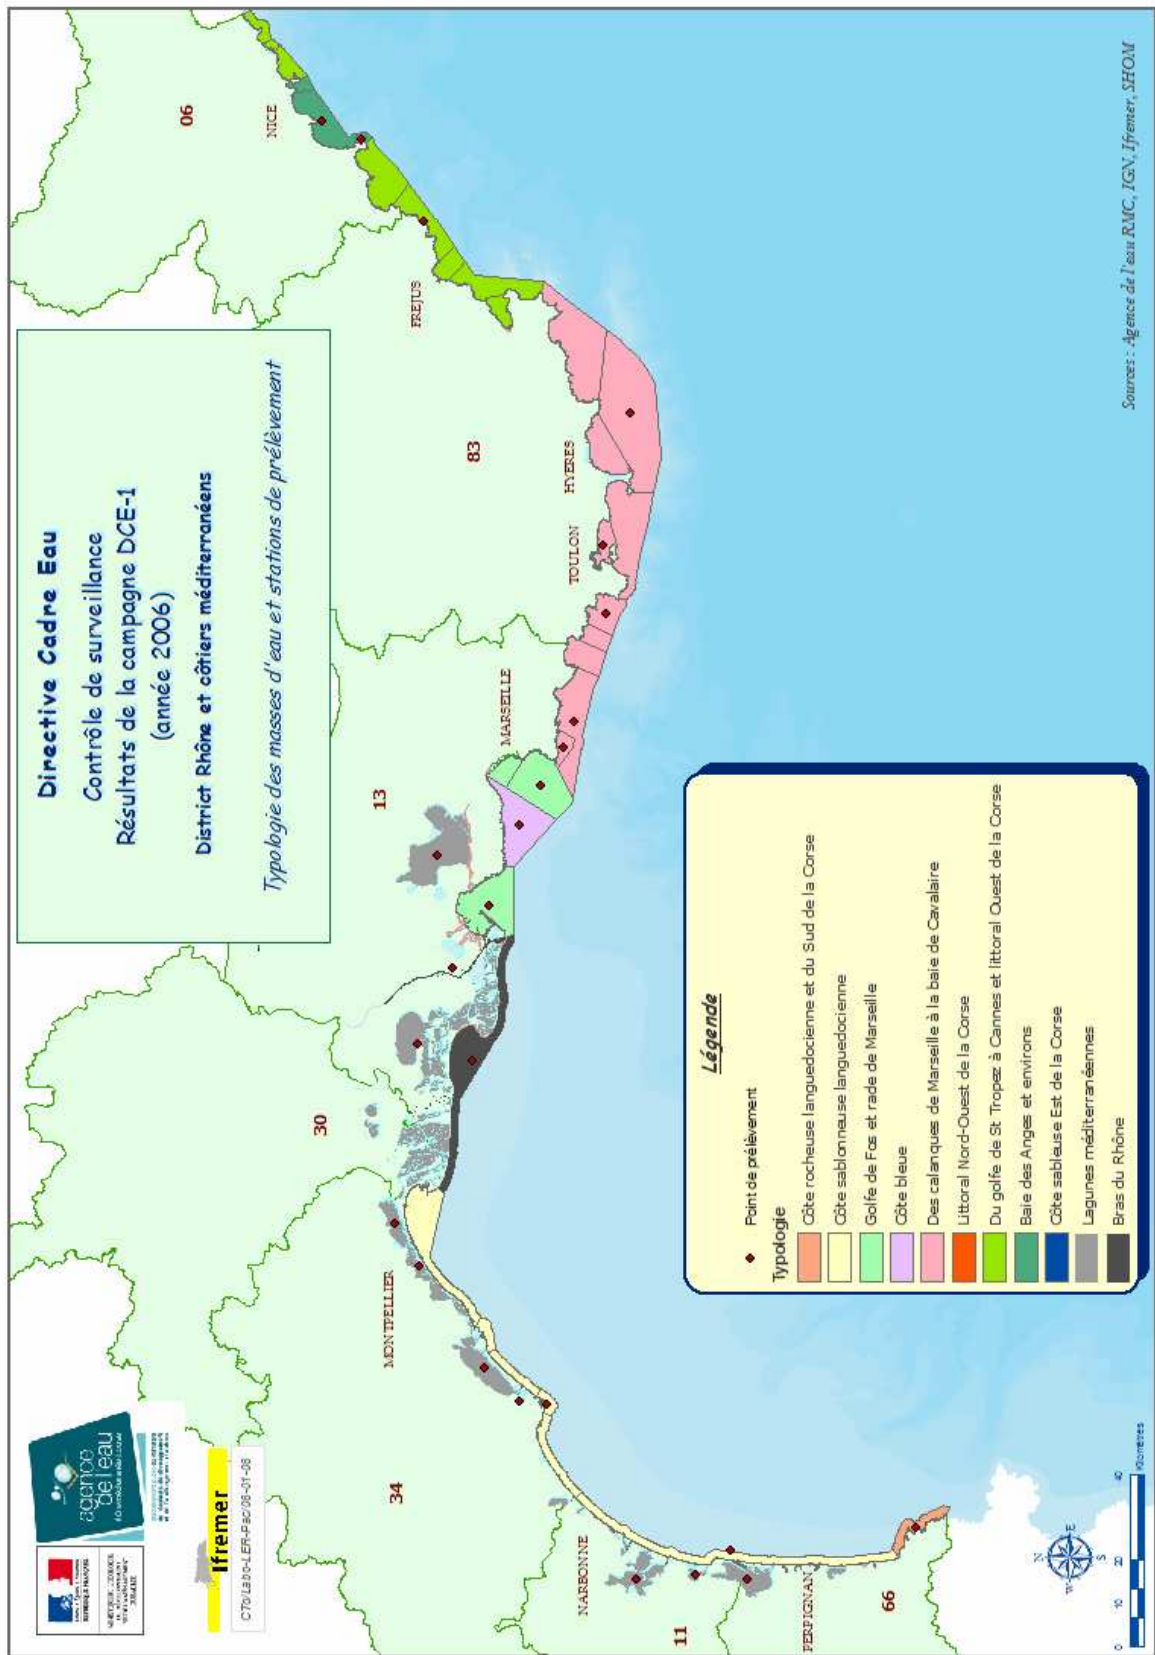 Directive Cadre Eau
Contrôle de surveillance
Résultats de la campagne DCE-1
(année 2006)
District Rhône et côtiers méditerranéens
Typologie des masses d'eau et stations de prélèvement
agence
de l'eau
Ifremer
06
NICE
FREJUS
83
HYERES
TOULON
MARSEILLE
13
30
MONTPELLIER
34
NARBONNE
11
PERPIGNAN
66
Légende
Point de prélèvement
Typologie
Côte rocheuse languedocienne et du Sud de la Corse
Côte sablonneuse languedocienne
Golfe de Fos et rade de Marseille
Côte bleue
Des calanques de Marseille à la baie de Cavalaire
Littoral Nord-Ouest de la Corse
Du golfe de St Tropez à Cannes et littoral Ouest de la Corse
Baie des Anges et environs
Côte sableuse Est de la Corse
Lagunes méditerranéennes
Bras du Rhône
N
E
S
W
0 10 20 40
Kilomètres
Sources : Agence de l'eau RMC, IGN, Ifremer, SHOM